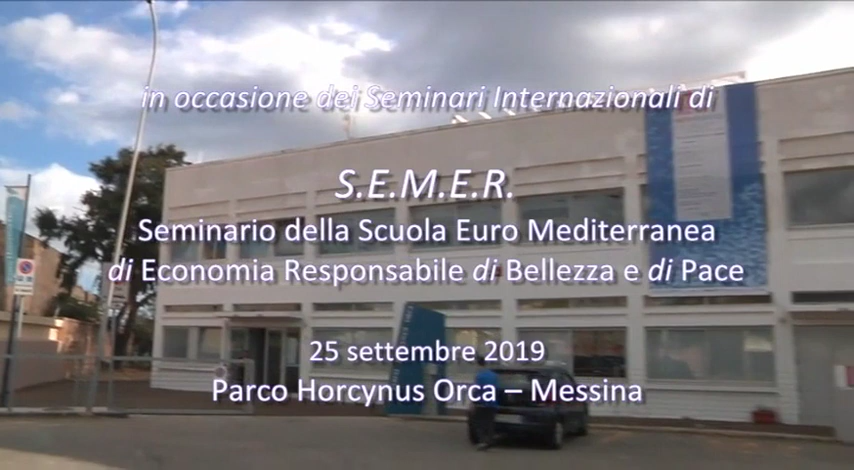 in occasione dei Seminari Internazionali di
S.E.M.E.R.
Seminario della Scuola Euro Mediterranea
di Economia Responsabile di Bellezza e di Pace
25 settembre 2019
Parco Horcynus Orca – Messina